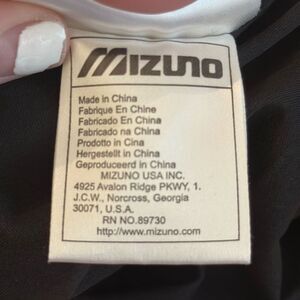 MIZUNO
Made in China
Fabrique En Chine
Fabricado En China
Fabricado na China
Prodotto in Cina
Hergestellt in China
Geproduceerd in China
MIZUNO USA INC.
4925 Avalon Ridge PKWY, 1.
J.C.W., Norcross, Georgia
30071, U.S.A.
RN NO.89730
http://www.mizuno.com/